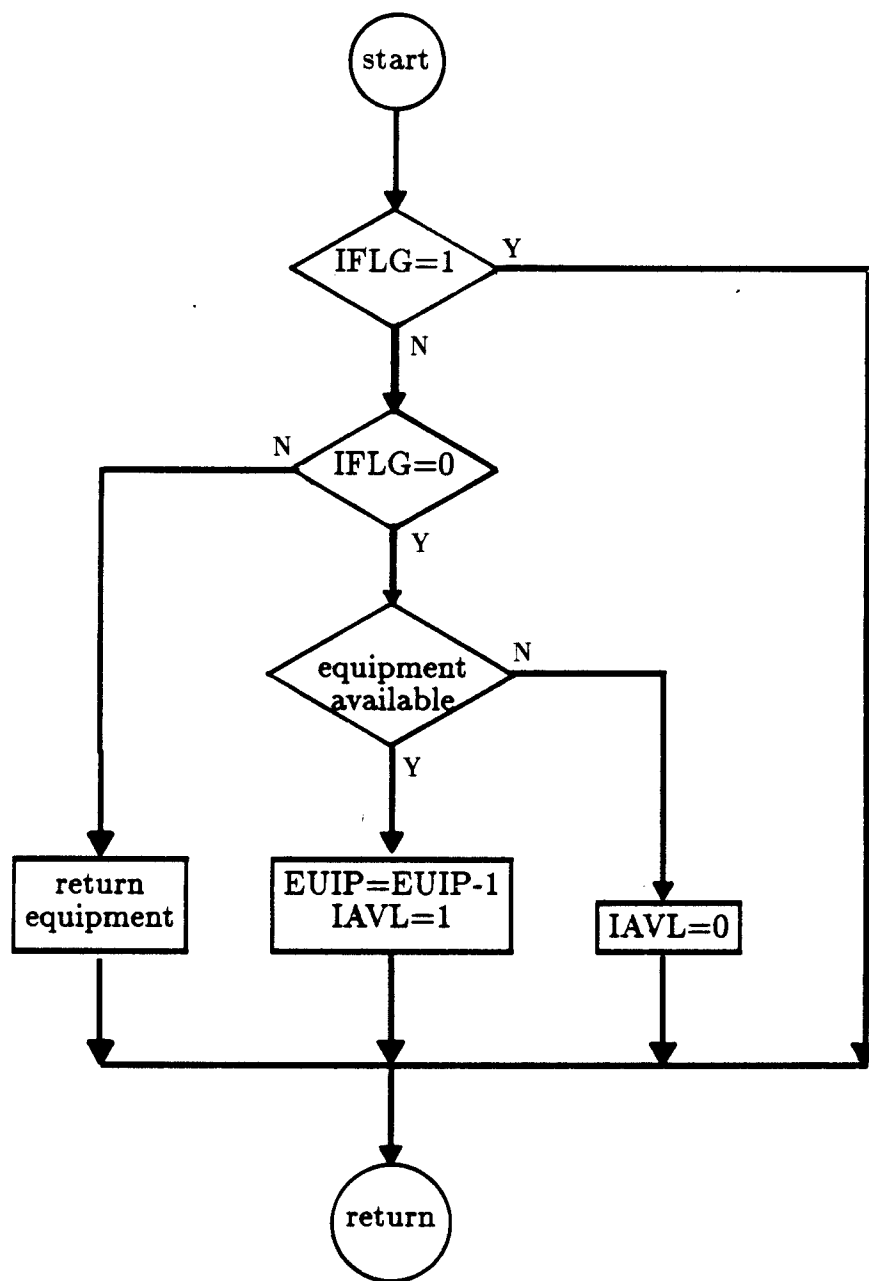 start
IFLG=1
Y
N
IFLG=0
N
Y
equipment
available
N
Y
return
equipment
EUIP=EUIP-1
IAVL=1
IAVL=0
return